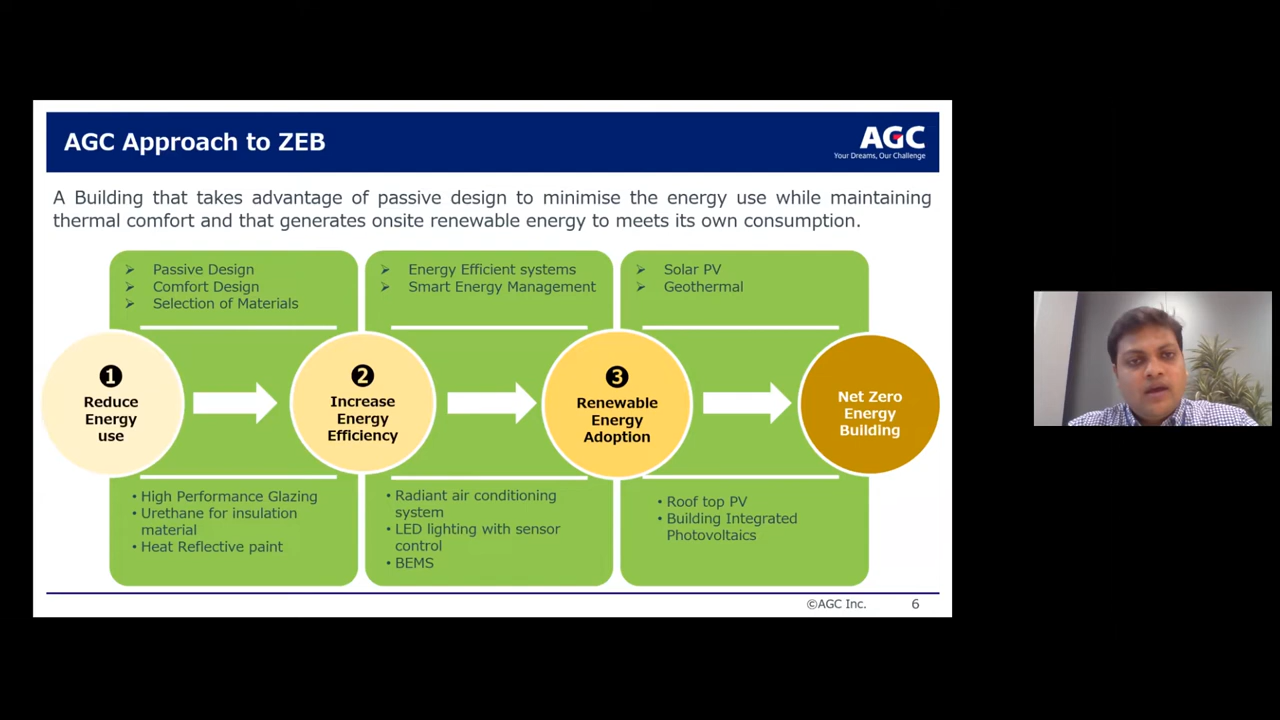 AGC Approach to ZEB
AGC
Your Dreams, Our Challenge
A Building that takes advantage of passive design to minimise the energy use while maintaining
thermal comfort and that generates onsite renewable energy to meets its own consumption.
➢ Passive Design
➢ Comfort Design
➢ Selection of Materials
➢ Energy Efficient systems
➢ Smart Energy Management
➢ Solar PV
➢ Geothermal
1
Reduce
Energy
use
2
Increase
Energy
Efficiency
3
Renewable
Energy
Adoption
Net Zero
Energy
Building
• High Performance Glazing
• Urethane for insulation
material
• Heat Reflective paint
• Radiant air conditioning
system
• LED lighting with sensor
control
• BEMS
• Roof top PV
• Building Integrated
Photovoltaics
©AGC Inc.
6